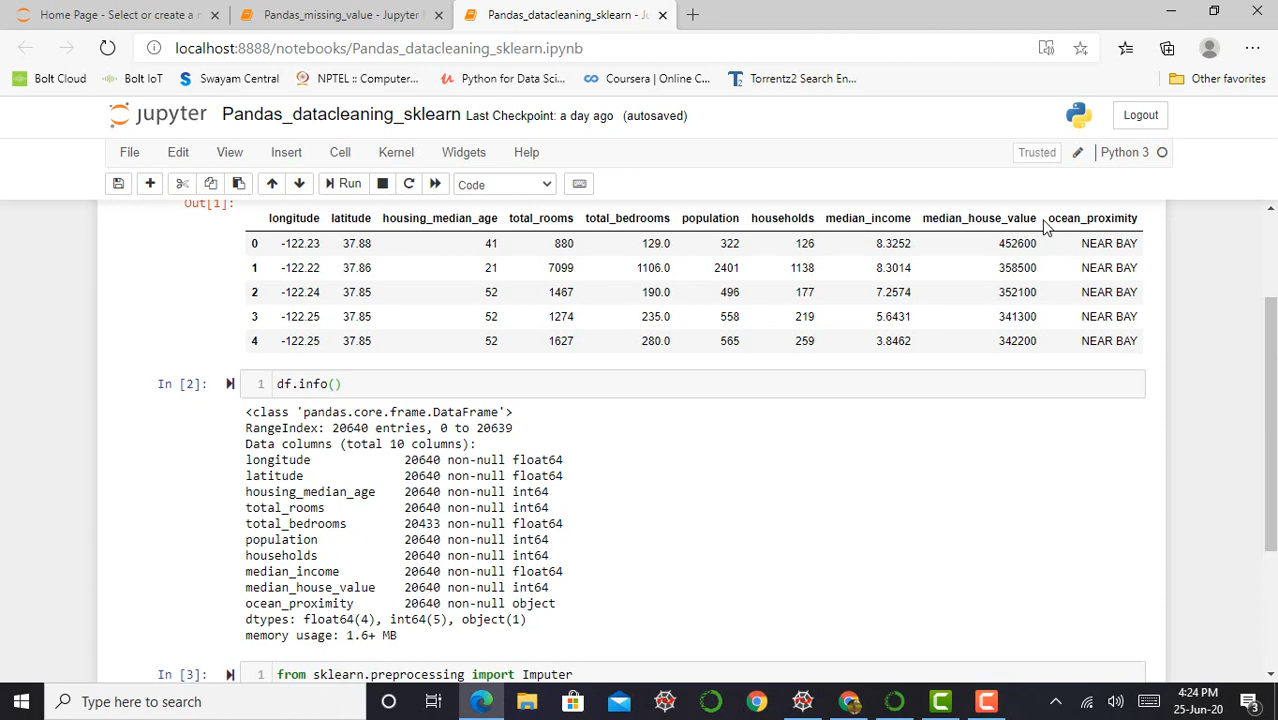 Home Page - Select or create a n
Pandas_missing_value - Jupyter N
Pandas_datacleaning_sklearn - Ju
localhost:8888/notebooks/Pandas_datacleaning_sklearn.ipynb
Bolt Cloud
Bolt IoT
Swayam Central
NPTEL :: Computer...
Python for Data Sci...
Coursera | Online C...
Torrentz2 Search En...
Other favorites
jupyter Pandas_datacleaning_sklearn Last Checkpoint: a day ago (autosaved)
Logout
File Edit View Insert Cell Kernel Widgets Help
Trusted
Python 3
Run
Code
Out[1]:
longitude latitude housing_median_age total_rooms total_bedrooms population households median_income median_house_value ocean_proximity
0 -122.23 37.88 41 880 129.0 322 126 8.3252 452600 NEAR BAY
1 -122.22 37.86 21 7099 1106.0 2401 1138 8.3014 358500 NEAR BAY
2 -122.24 37.85 52 1467 190.0 496 177 7.2574 352100 NEAR BAY
3 -122.25 37.85 52 1274 235.0 558 219 5.6431 341300 NEAR BAY
4 -122.25 37.85 52 1627 280.0 565 259 3.8462 342200 NEAR BAY
In [2]: 1 df.info()
<class 'pandas.core.frame.DataFrame'>
RangeIndex: 20640 entries, 0 to 20639
Data columns (total 10 columns):
longitude 20640 non-null float64
latitude 20640 non-null float64
housing_median_age 20640 non-null int64
total_rooms 20640 non-null int64
total_bedrooms 20433 non-null float64
population 20640 non-null int64
households 20640 non-null int64
median_income 20640 non-null float64
median_house_value 20640 non-null int64
ocean_proximity 20640 non-null object
dtypes: float64(4), int64(5), object(1)
memory usage: 1.6+ MB
In [3]: 1 from sklearn.preprocessing import Imputer
Type here to search
4:24 PM
25-Jun-20
3